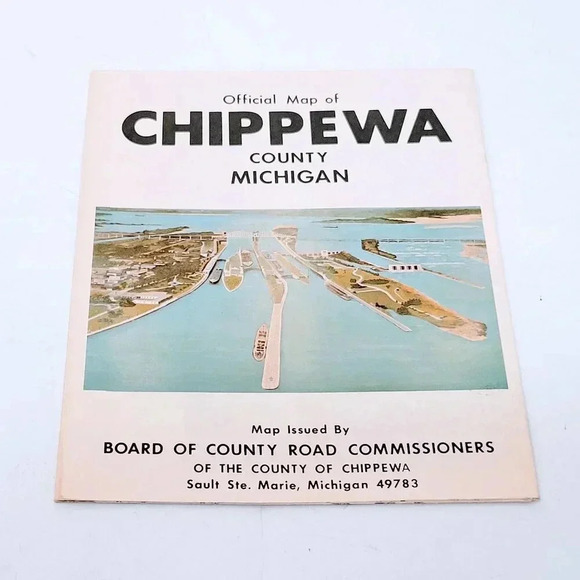 Official Map of
CHIPPEWA
COUNTY
MICHIGAN
Map Issued By
BOARD OF COUNTY ROAD COMMISSIONERS
OF THE COUNTY OF CHIPPEWA
Sault Ste. Marie, Michigan 49783